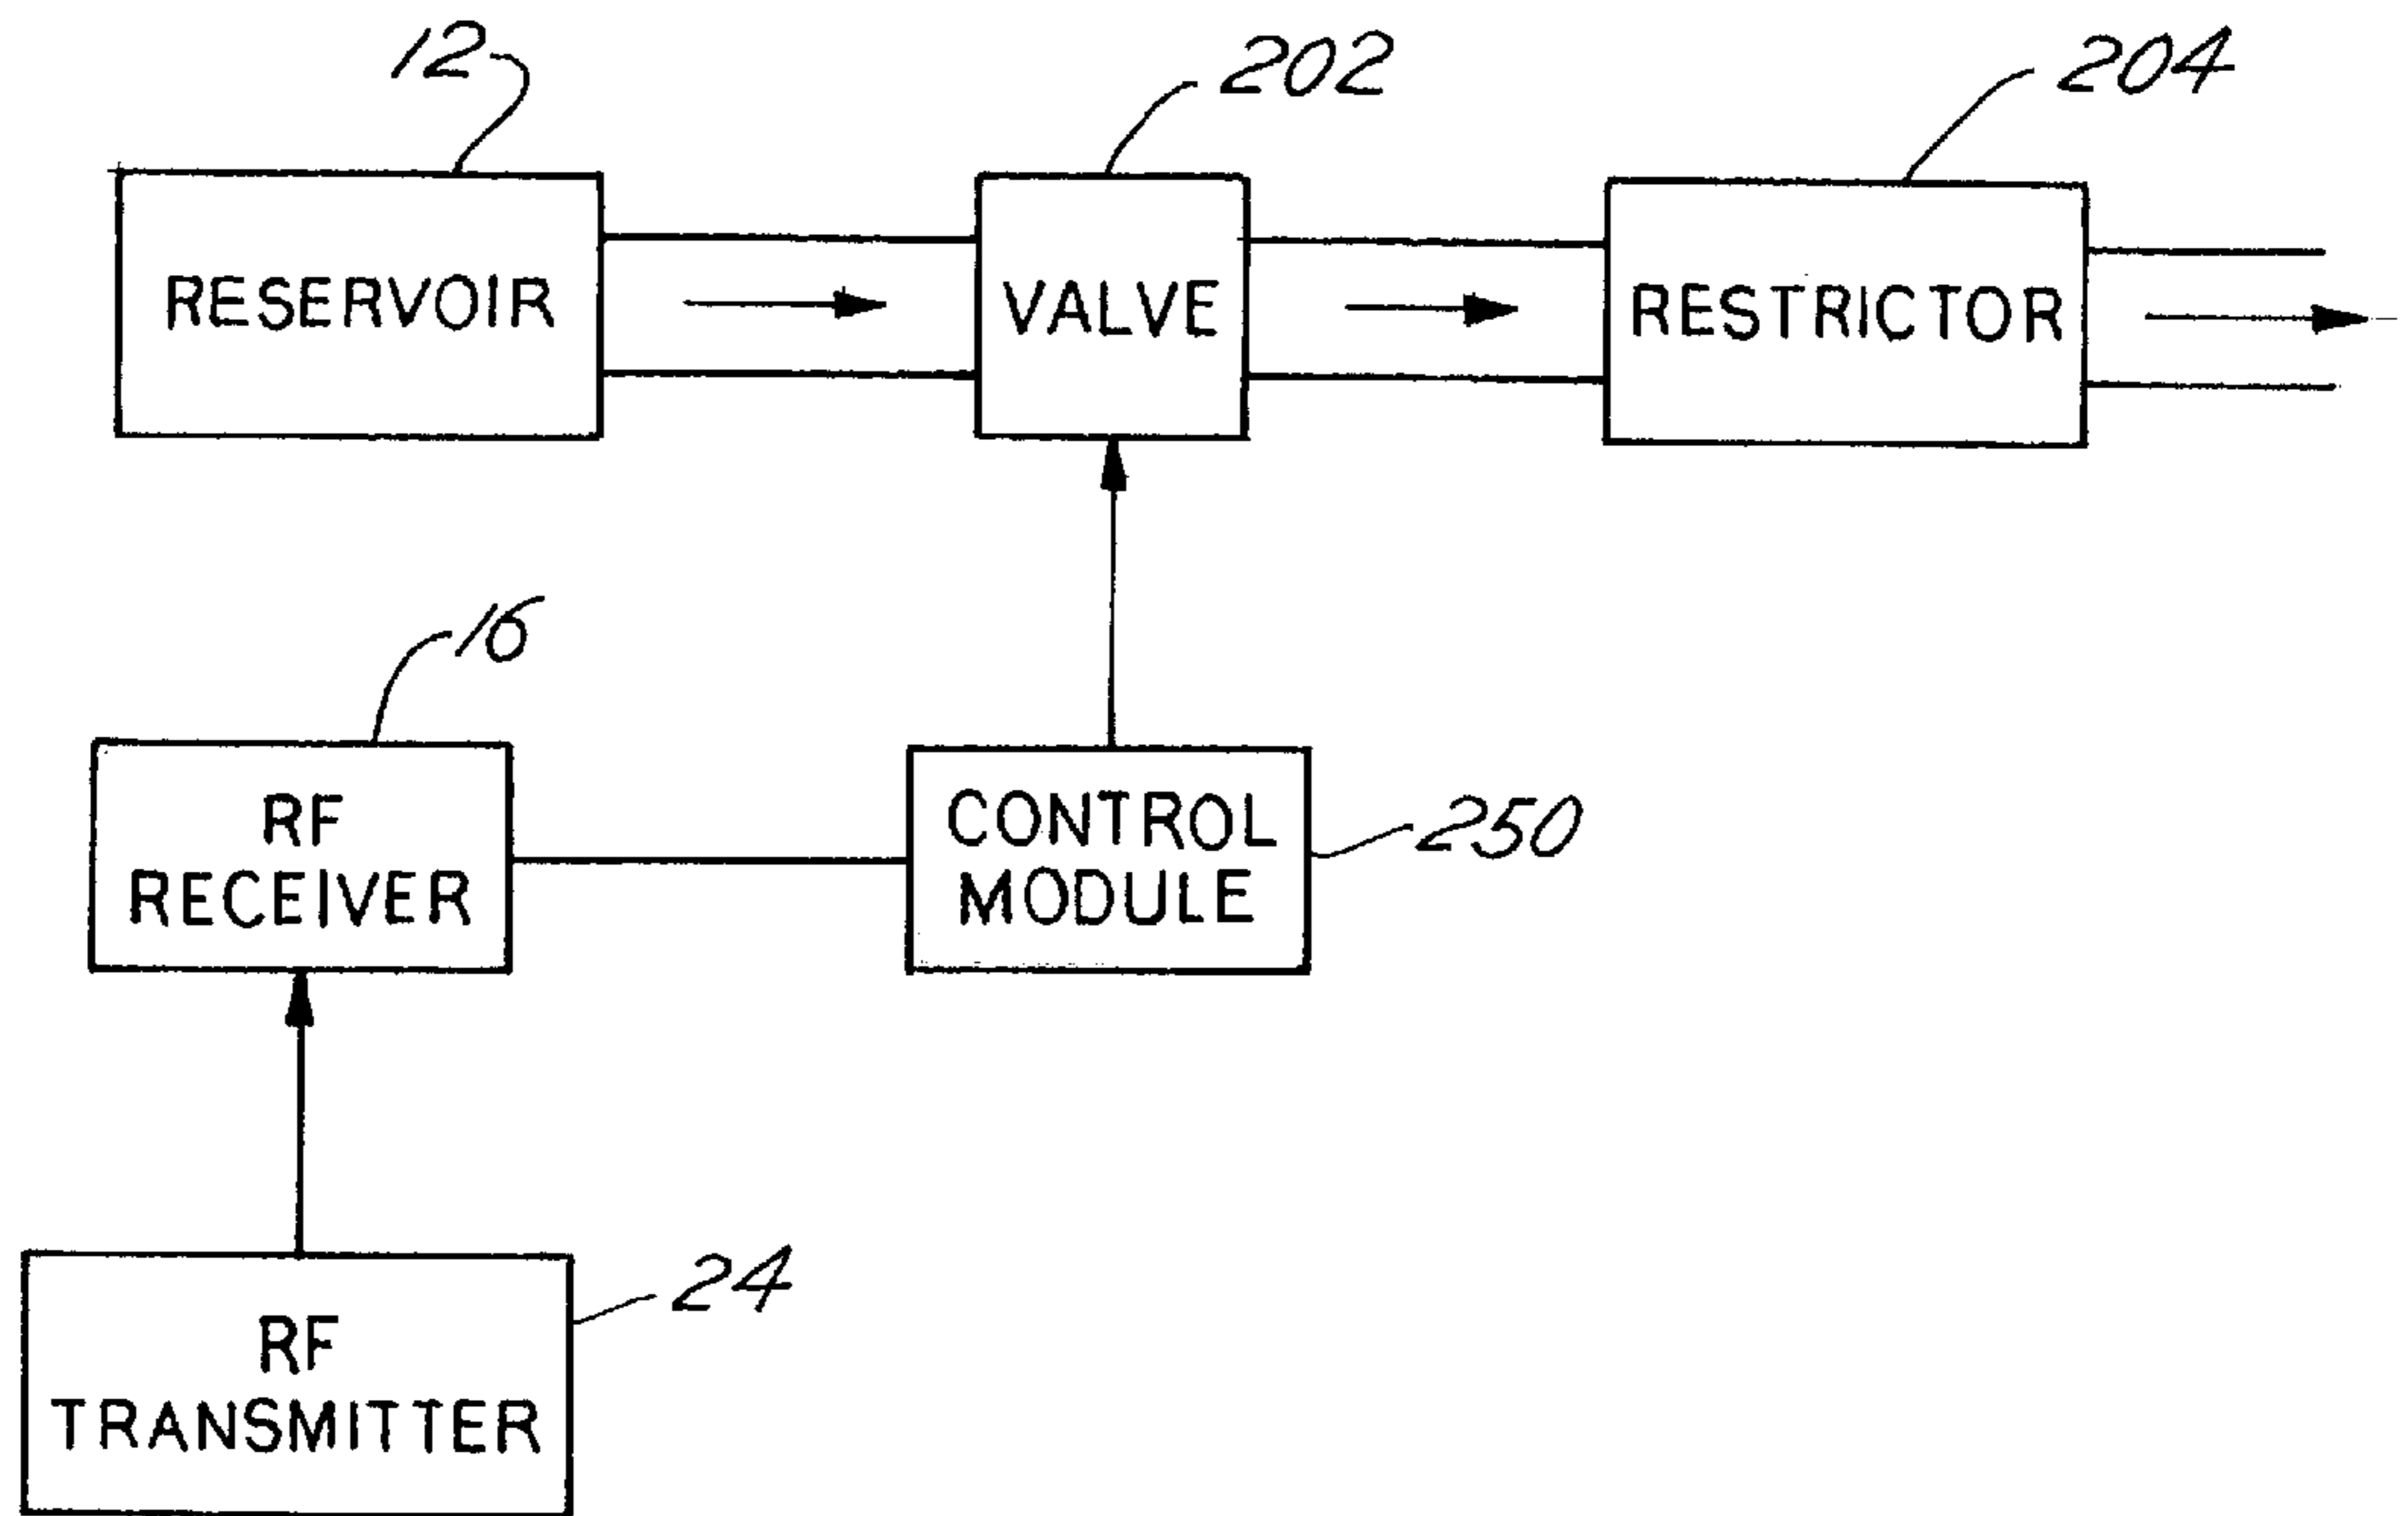 12
202
204
RESERVOIR
VALVE
RESTRICTOR
16
RF
RECEIVER
CONTROL
MODULE
250
24
RF
TRANSMITTER